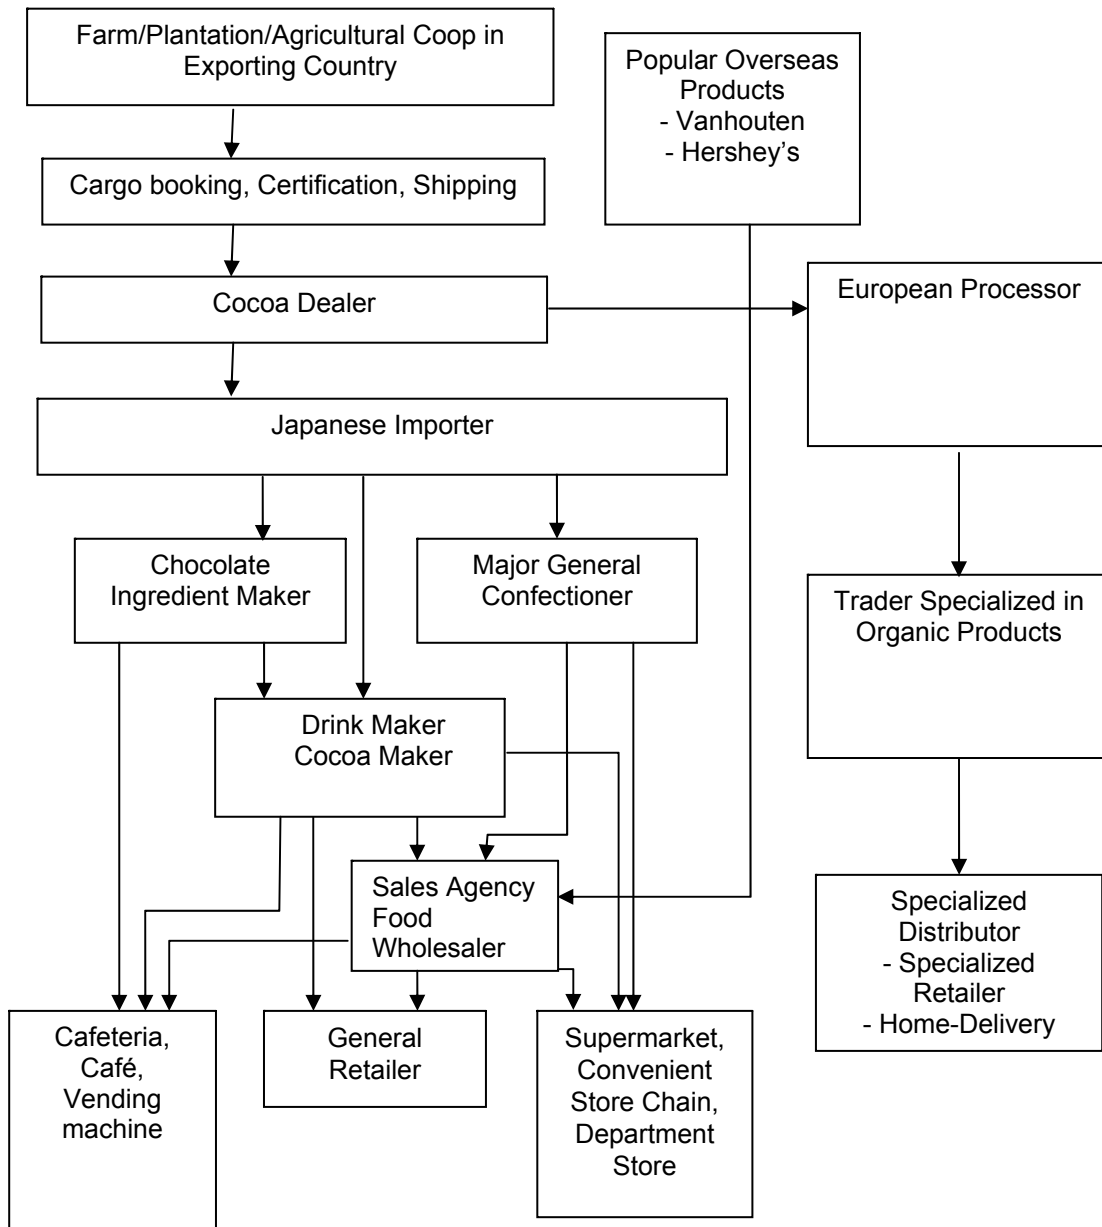 Farm/Plantation/Agricultural Coop in
Exporting Country
Popular Overseas
Products
- Vanhouten
- Hershey’s
Cargo booking, Certification, Shipping
Cocoa Dealer
European Processor
Japanese Importer
Chocolate
Ingredient Maker
Major General
Confectioner
Trader Specialized in
Organic Products
Drink Maker
Cocoa Maker
Sales Agency
Food
Wholesaler
Specialized
Distributor
- Specialized
Retailer
- Home-Delivery
Cafeteria,
Café,
Vending
machine
General
Retailer
Supermarket,
Convenient
Store Chain,
Department
Store